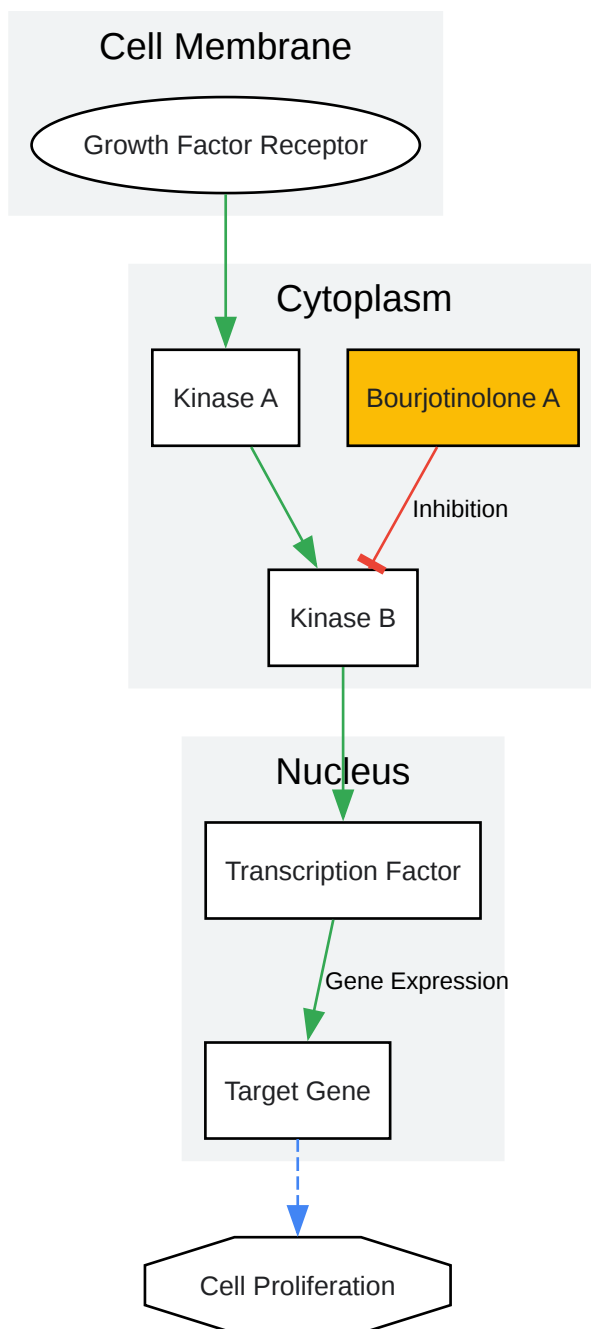 Cell Membrane
Growth Factor Receptor
Cytoplasm
Kinase A
Bourjotinolone A
Inhibition
Kinase B
Nucleus
Transcription Factor
Gene Expression
Target Gene
Cell Proliferation